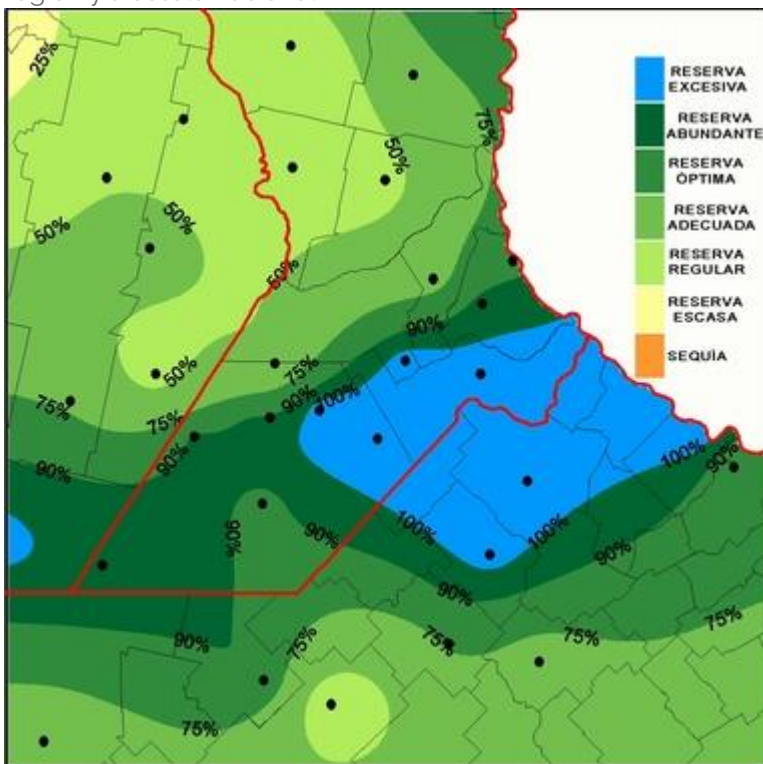 25%
75%
50%
50%
50%
50%
90%
50%
75%
75%
90%
100%
75%
90%
90%
100%
90%
90%
90%
100%
100%
90%
90%
90%
75%
75%
75%
75%
75%
RESERVA
EXCESIVA
RESERVA
ABUNDANTE
RESERVA
ÓPTIMA
RESERVA
ADECUADA
RESERVA
REGULAR
RESERVA
ESCASA
SEQUÌA